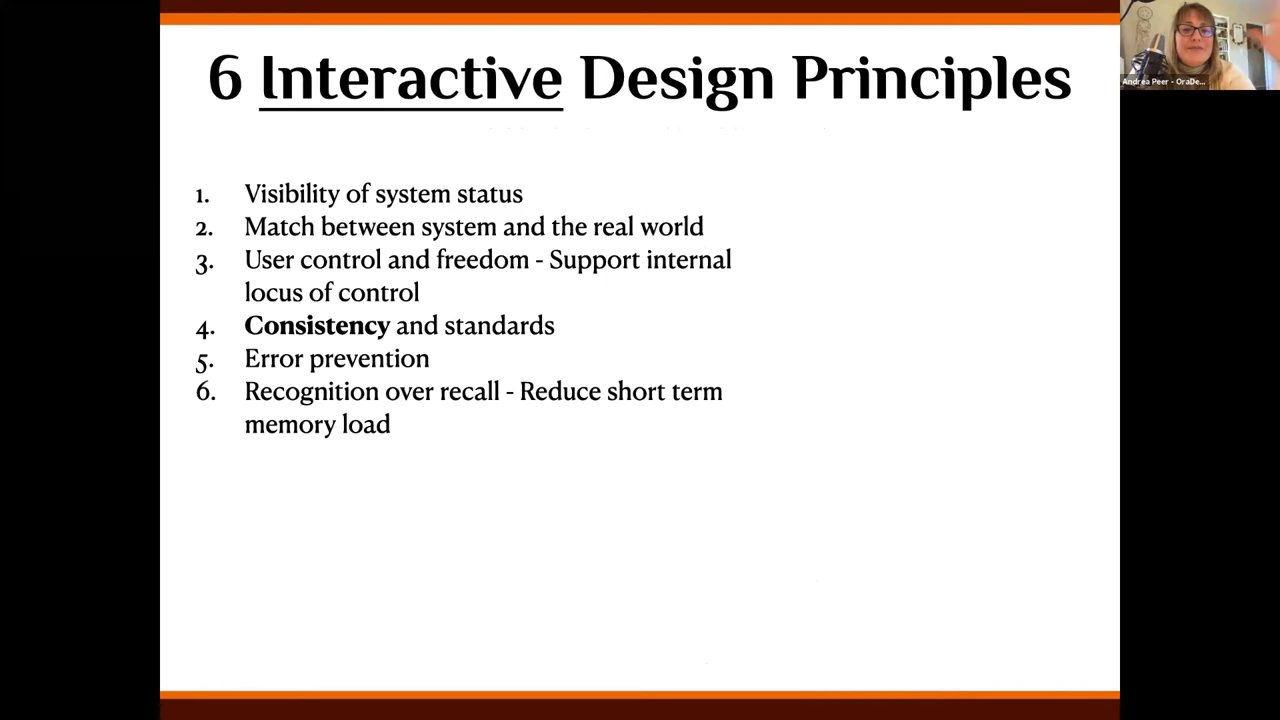 6 Interactive Design Principles
Andrea Peer - OraDe...
1. Visibility of system status
2. Match between system and the real world
3. User control and freedom - Support internal
locus of control
4. Consistency and standards
5. Error prevention
6. Recognition over recall - Reduce short term
memory load